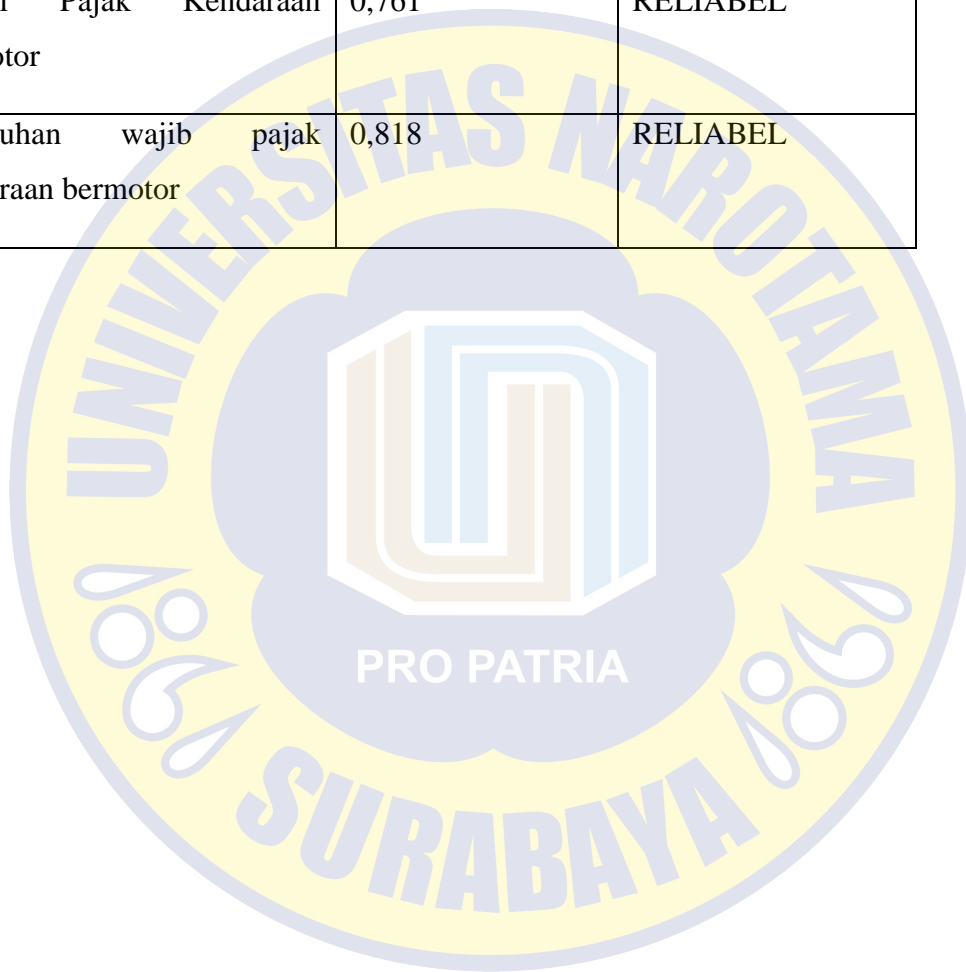 Pajak Kendaraan 0,761 RELIABEL
otor
uhan wajib pajak 0,818 RELIABEL
raan bermotor
UNIVERSITAS NAROTAMA
PRO PATRIA
SURABAYA